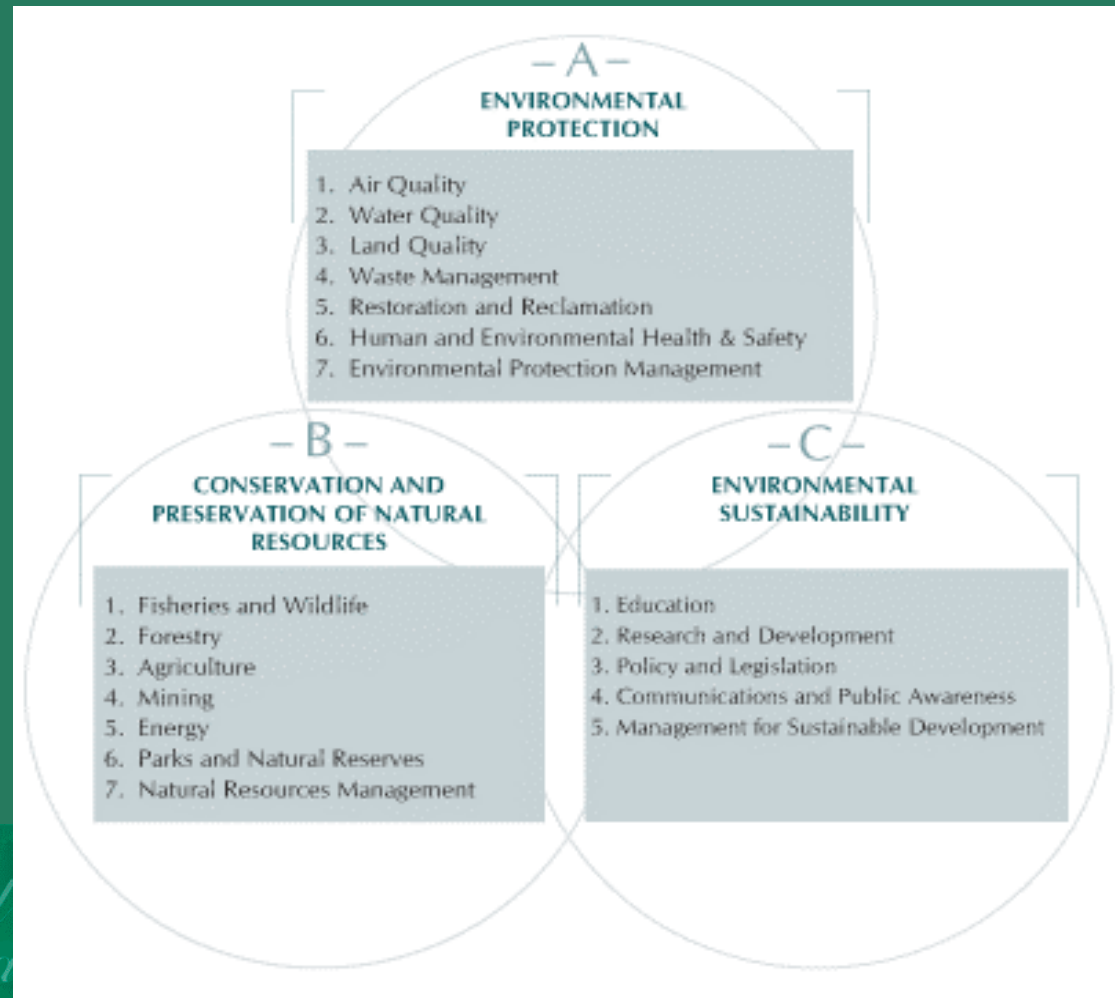 – A –
ENVIRONMENTAL
PROTECTION
1. Air Quality
2. Water Quality
3. Land Quality
4. Waste Management
5. Restoration and Reclamation
6. Human and Environmental Health & Safety
7. Environmental Protection Management
– B –
CONSERVATION AND
PRESERVATION OF NATURAL
RESOURCES
1. Fisheries and Wildlife
2. Forestry
3. Agriculture
4. Mining
5. Energy
6. Parks and Natural Reserves
7. Natural Resources Management
– C –
ENVIRONMENTAL
SUSTAINABILITY
1. Education
2. Research and Development
3. Policy and Legislation
4. Communications and Public Awareness
5. Management for Sustainable Development